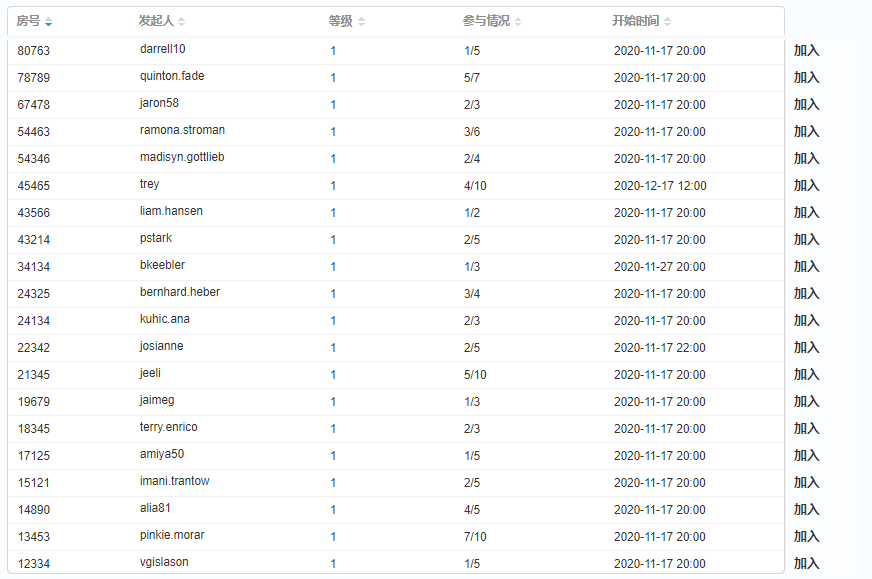 房号 发起人 等级 参与情况 开始时间
80763 darrell10 1 1/5 2020-11-17 20:00 加入
78789 quinton.fade 1 5/7 2020-11-17 20:00 加入
67478 jaron58 1 2/3 2020-11-17 20:00 加入
54463 ramona.stroman 1 3/6 2020-11-17 20:00 加入
54346 madisyn.gottlieb 1 2/4 2020-11-17 20:00 加入
45465 trey 1 4/10 2020-12-17 12:00 加入
43566 liam.hansen 1 1/2 2020-11-17 20:00 加入
43214 pstark 1 2/5 2020-11-17 20:00 加入
34134 bkeebler 1 1/3 2020-11-27 20:00 加入
24325 bernhard.heber 1 3/4 2020-11-17 20:00 加入
24134 kuhic.ana 1 2/3 2020-11-17 20:00 加入
22342 josianne 1 2/5 2020-11-17 22:00 加入
21345 jeeli 1 5/10 2020-11-17 20:00 加入
19679 jaimeg 1 1/3 2020-11-17 20:00 加入
18345 terry.enrico 1 2/3 2020-11-17 20:00 加入
17125 amiya50 1 1/5 2020-11-17 20:00 加入
15121 imani.trantow 1 2/5 2020-11-17 20:00 加入
14890 alia81 1 4/5 2020-11-17 20:00 加入
13453 pinkie.morar 1 7/10 2020-11-17 20:00 加入
12334 vgislason 1 1/5 2020-11-17 20:00 加入